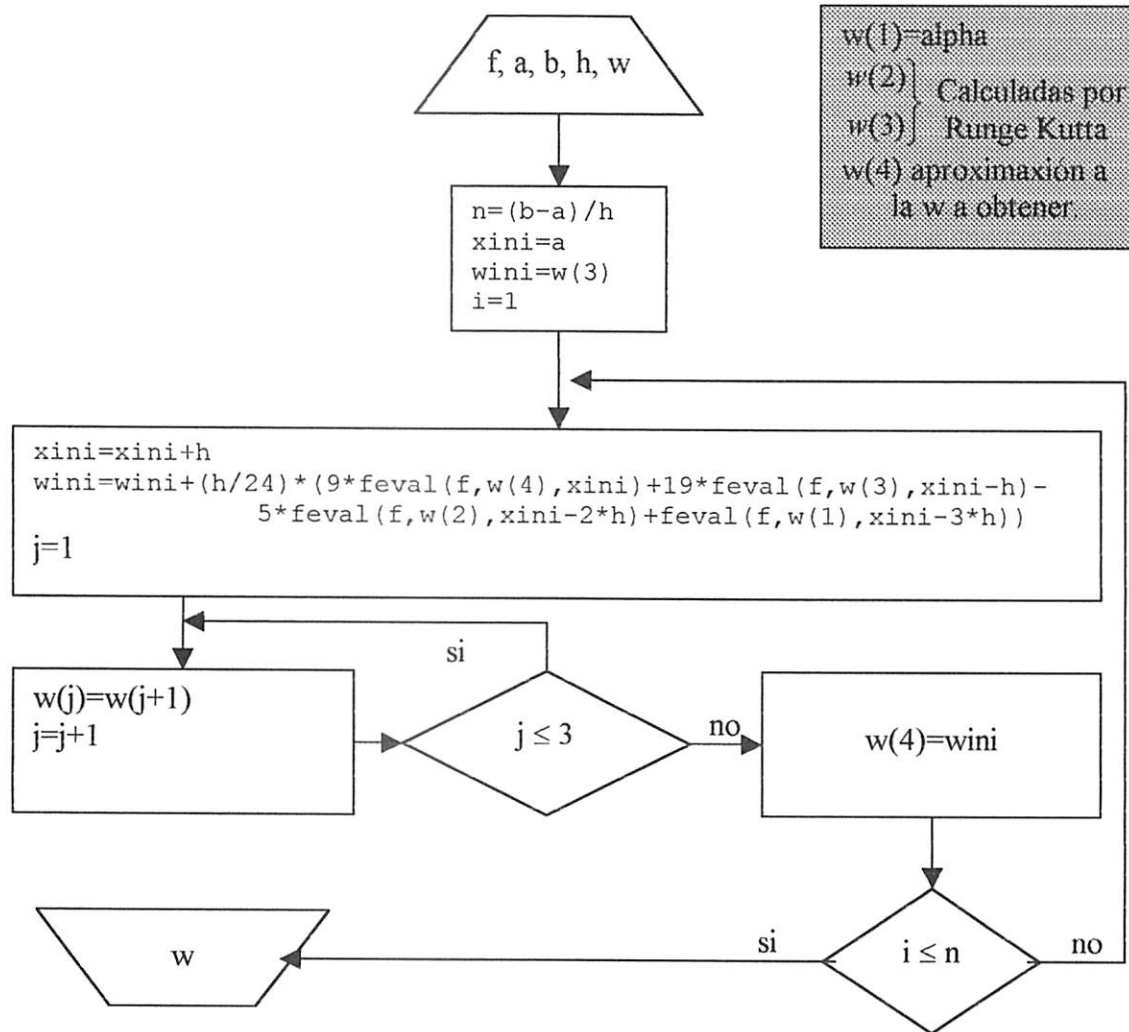 f, a, b, h, w
w(1)=alpha
w(2)
w(3)
Calculadas por
Runge Kutta
w(4) aproximaxión a
la w a obtener.
n=(b-a)/h
xini=a
wini=w(3)
i=1
xini=xini+h
wini=wini+(h/24)*(9*feval(f,w(4),xini)+19*feval(f,w(3),xini-h)-
5*feval(f,w(2),xini-2*h)+feval(f,w(1),xini-3*h))
j=1
si
w(j)=w(j+1)
j=j+1
j ≤ 3
no
w(4)=wini
w
si
i ≤ n
no